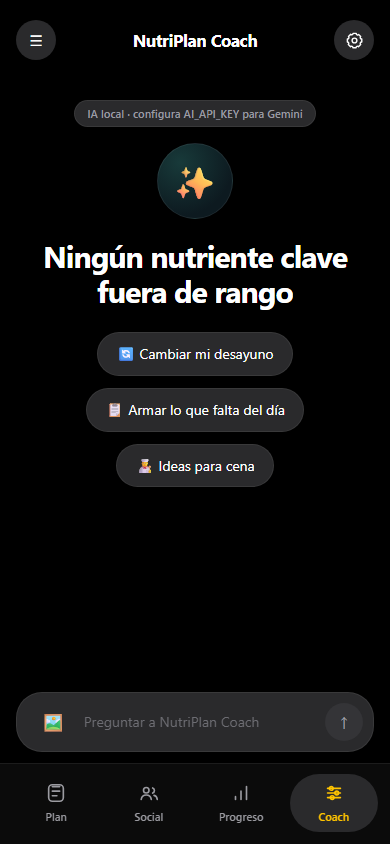 NutriPlan Coach
IA local · configura AI_API_KEY para Gemini
Ningún nutriente clave
fuera de rango
Cambiar mi desayuno
Armar lo que falta del día
Ideas para cena
Preguntar a NutriPlan Coach
Plan
Social
Progreso
Coach